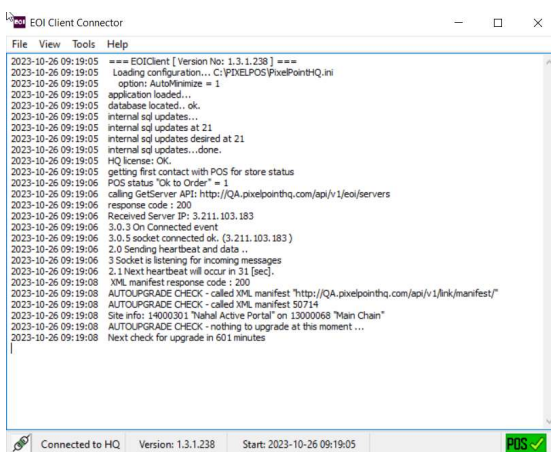 EOI EOI Client Connector
File View Tools Help
2023-10-26 09:19:05 === EOIClient [ Version No: 1.3.1.238 ] ===
2023-10-26 09:19:05 Loading configuration... C:\PIXELPOS\PixelPointHQ.ini
2023-10-26 09:19:05 option: AutoMinimize = 1
2023-10-26 09:19:05 application loaded...
2023-10-26 09:19:05 database located.. ok.
2023-10-26 09:19:05 internal sql updates...
2023-10-26 09:19:05 internal sql updates at 21
2023-10-26 09:19:05 internal sql updates desired at 21
2023-10-26 09:19:05 internal sql updates...done.
2023-10-26 09:19:05 HQ license: OK.
2023-10-26 09:19:05 getting first contact with POS for store status
2023-10-26 09:19:06 POS status "Ok to Order" = 1
2023-10-26 09:19:06 calling GetServer API: http://QA.pixelpointhq.com/api/v1/eoi/servers
2023-10-26 09:19:06 response code : 200
2023-10-26 09:19:06 Received Server IP: 3.211.103.183
2023-10-26 09:19:06 3.0.3 On Connected event
2023-10-26 09:19:06 3.0.5 socket connected ok. (3.211.103.183 )
2023-10-26 09:19:06 2.0 Sending heartbeat and data ..
2023-10-26 09:19:06 3 Socket is listening for incoming messages
2023-10-26 09:19:06 2.1 Next heartbeat will occur in 31 [sec].
2023-10-26 09:19:08 XML manifest response code : 200
2023-10-26 09:19:08 AUTOUPGRADE CHECK - called XML manifest "http://QA.pixelpointhq.com/api/v1/link/manifest/"
2023-10-26 09:19:08 AUTOUPGRADE CHECK - called XML manifest 50714
2023-10-26 09:19:08 Site info: 14000301 "Nahal Active Portal" on 13000068 "Main Chain"
2023-10-26 09:19:08 AUTOUPGRADE CHECK - nothing to upgrade at this moment ...
2023-10-26 09:19:08 Next check for upgrade in 601 minutes
Connected to HQ Version: 1.3.1.238 Start: 2023-10-26 09:19:05 POS